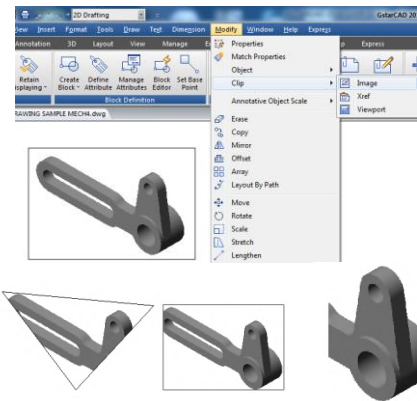 2D Drafting
GstarCAD 20
View Insert Format Tools Draw Text Dimension Modify Window Help Express
Annotation 3D Layout View Manage
Express
Retain
Create Define Manage Block Set Base
Block Attribute Attributes Editor Point
Block Definition
DRAWING SAMPLE MECH4.dwg
Properties
Match Properties
Object
Clip
Annotative Object Scale
Erase
Copy
Mirror
Offset
Array
Layout By Path
Move
Rotate
Scale
Stretch
Lengthen
Image
Xref
Viewport